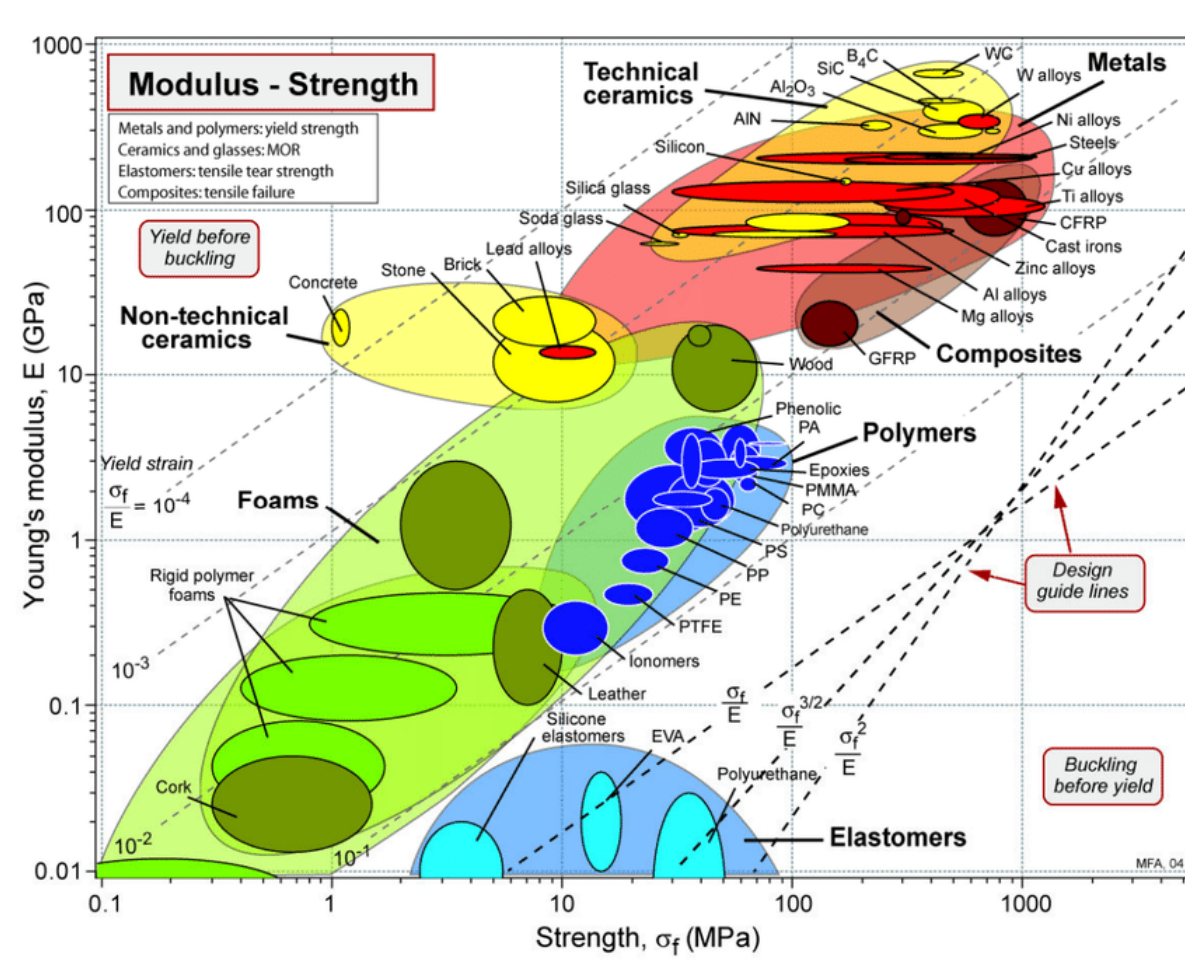 Modulus - Strength
Metals and polymers: yield strength
Ceramics and glasses: MOR
Elastomers: tensile tear strength
Composites: tensile failure
Young's modulus, E (GPa)
1000
100
10
1
0.1
0.01
Technical
ceramics
B₄C
SiC
Al₂O₃
AlN
WC
W alloys
Metals
Ni alloys
Steels
Cu alloys
Ti alloys
CFRP
Cast irons
Zinc alloys
Al alloys
Mg alloys
GFRP
Composites
Silicon
Silica glass
Soda glass
Yield before
buckling
Lead alloys
Brick
Stone
Concrete
Non-technical
ceramics
Wood
Phenolic
PA
Polymers
Epoxies
PMMA
PC
Polyurethane
PS
PP
PE
PTFE
Ionomers
Leather
Yield strain
σf/E = 10⁻⁴
Foams
Rigid polymer
foams
10⁻³
Cork
10⁻²
10⁻¹
Silicone
elastomers
EVA
Polyurethane
Elastomers
σf/E
σf^3/2/E
σf^2/E
Design
guide lines
Buckling
before yield
MFA, 04
0.1
1
10
100
1000
Strength, σf (MPa)